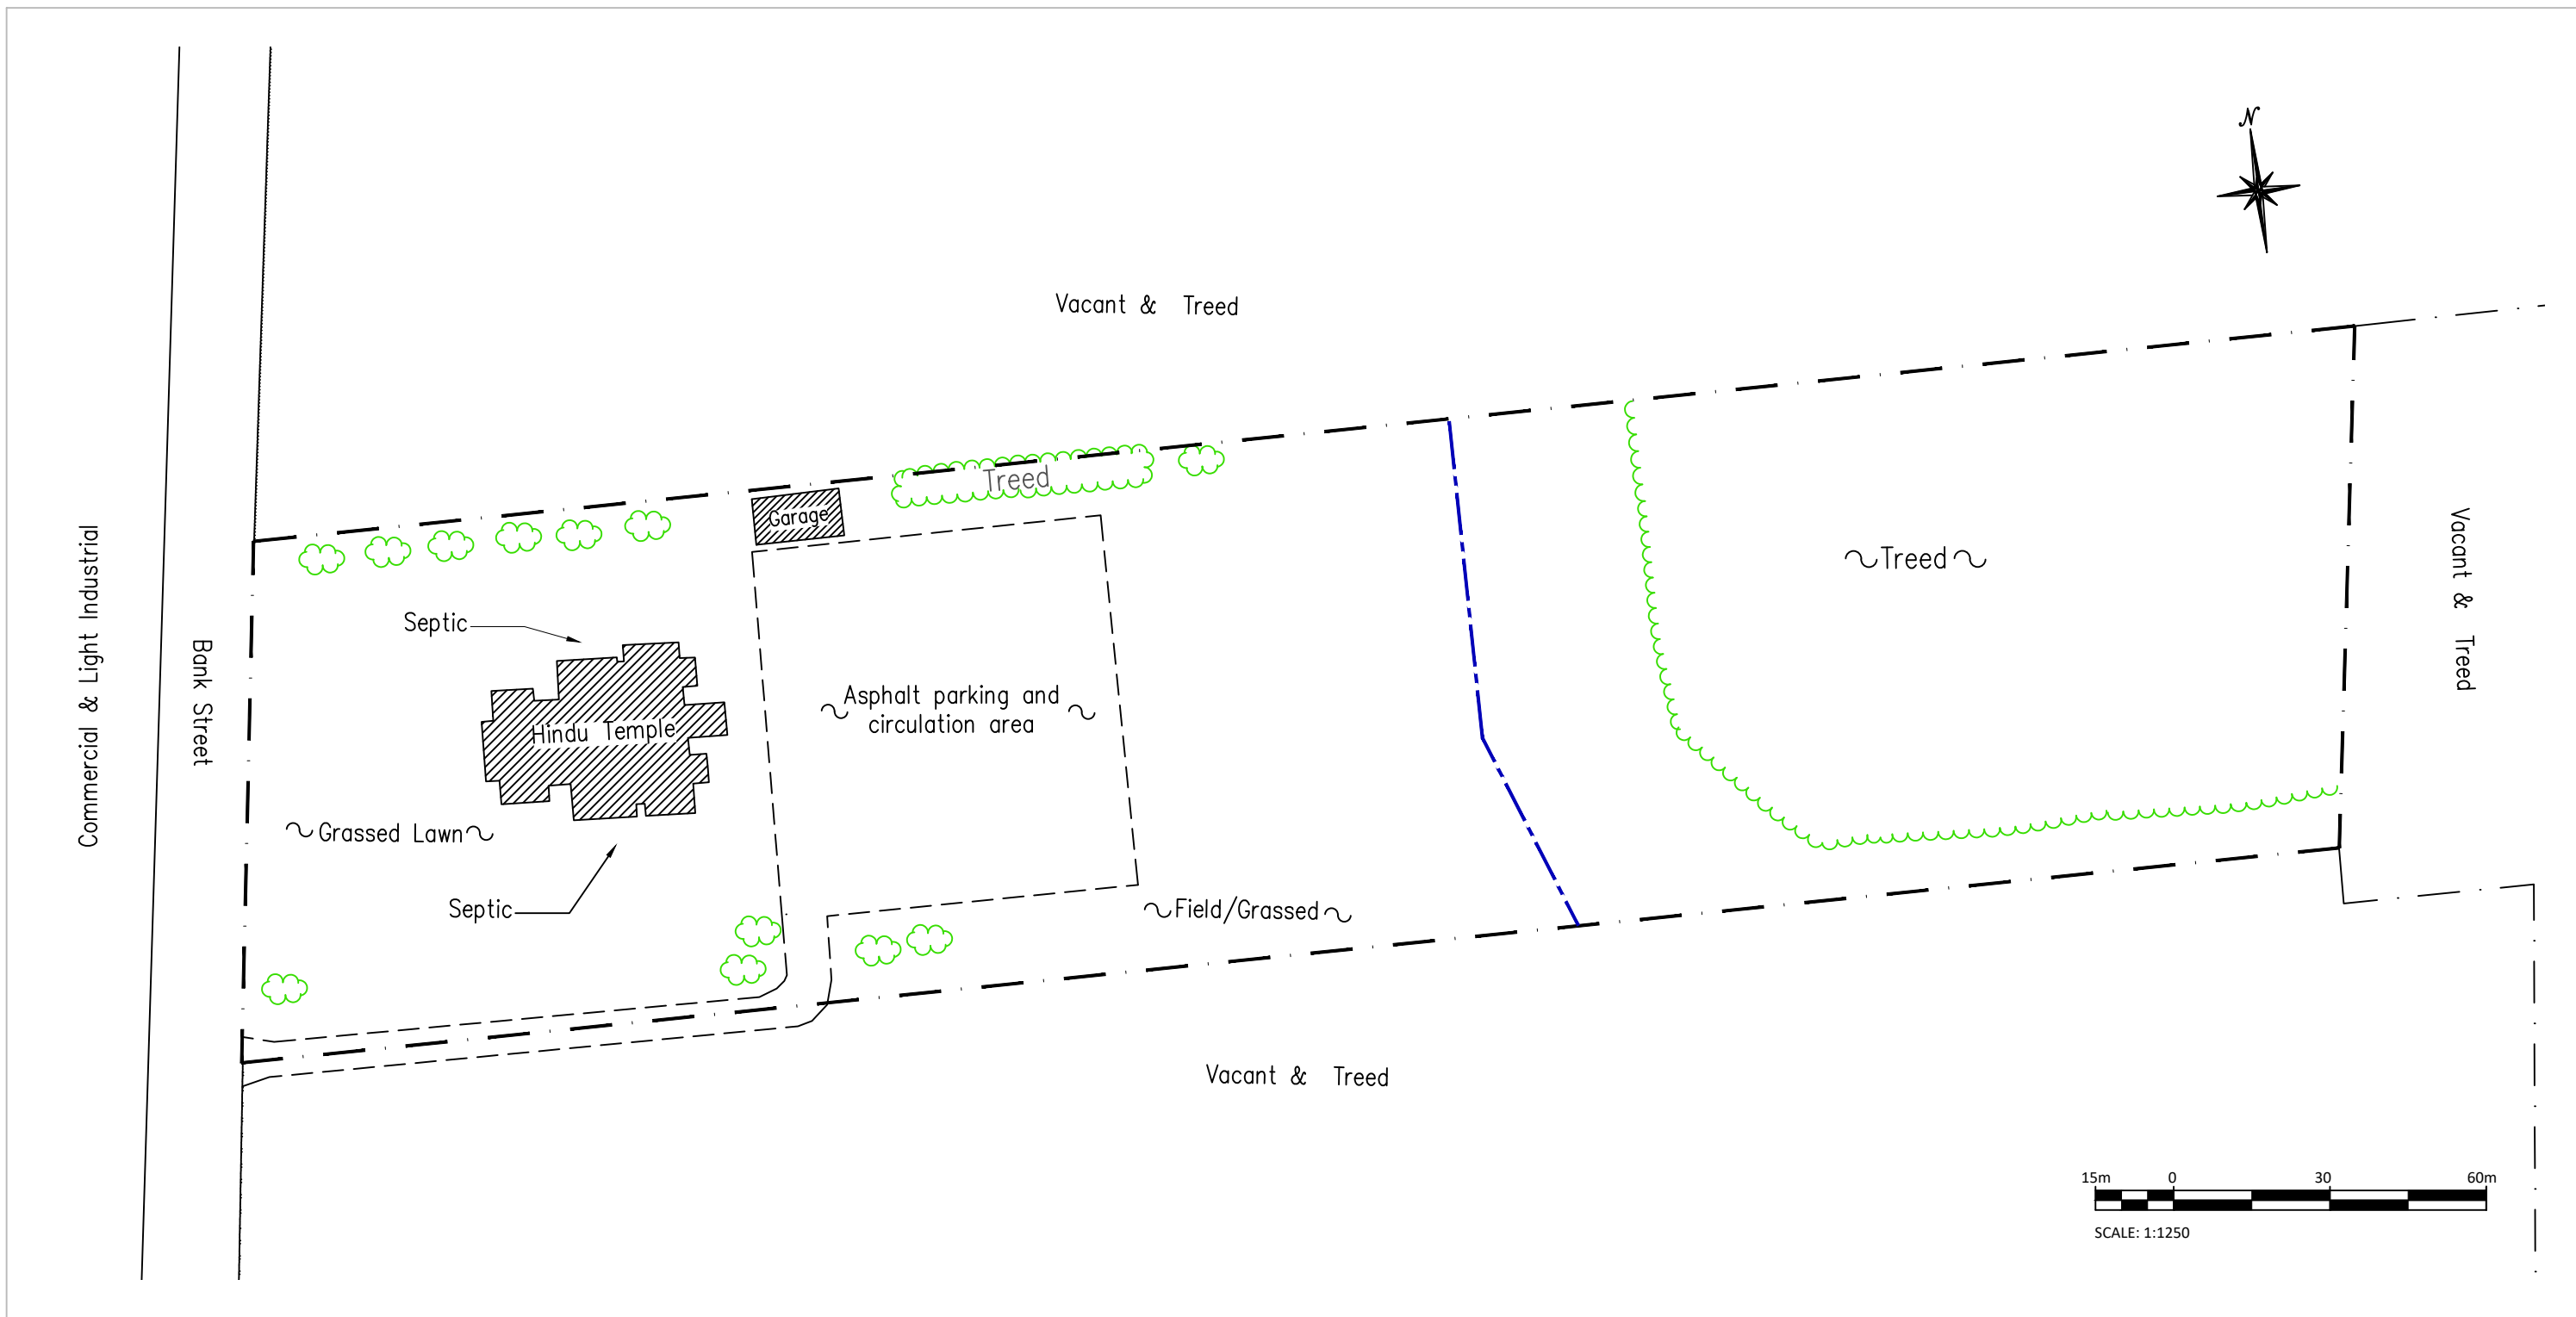 N
Vacant & Treed
Treed
Garage
Treed
Septic
Commercial & Light Industrial
Bank Street
Hindu Temple
Asphalt parking and
circulation area
Vacant & Treed
Grassed Lawn
Septic
Field/Grassed
Vacant & Treed
15m 0 30 60m
SCALE: 1:1250